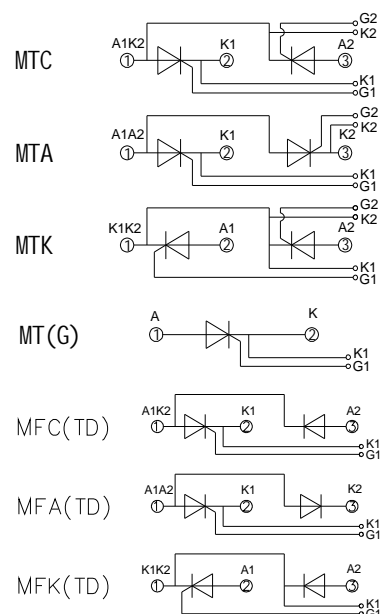 MTC A1K2 K1 A2 G2 K2
① ② ③ K1 G1
MTA A1A2 K1 K2 G2 K2
① ② ③ K1 G1
MTK K1K2 A1 A2 G2 K2
① ② ③ K1 G1
MT(G) A K
① ② K1 G1
MFC(TD) A1K2 K1 A2
① ② ③ K1 G1
MFA(TD) A1A2 K1 K2
① ② ③ K1 G1
MFK(TD) K1K2 A1 A2
① ② ③ K1 G1